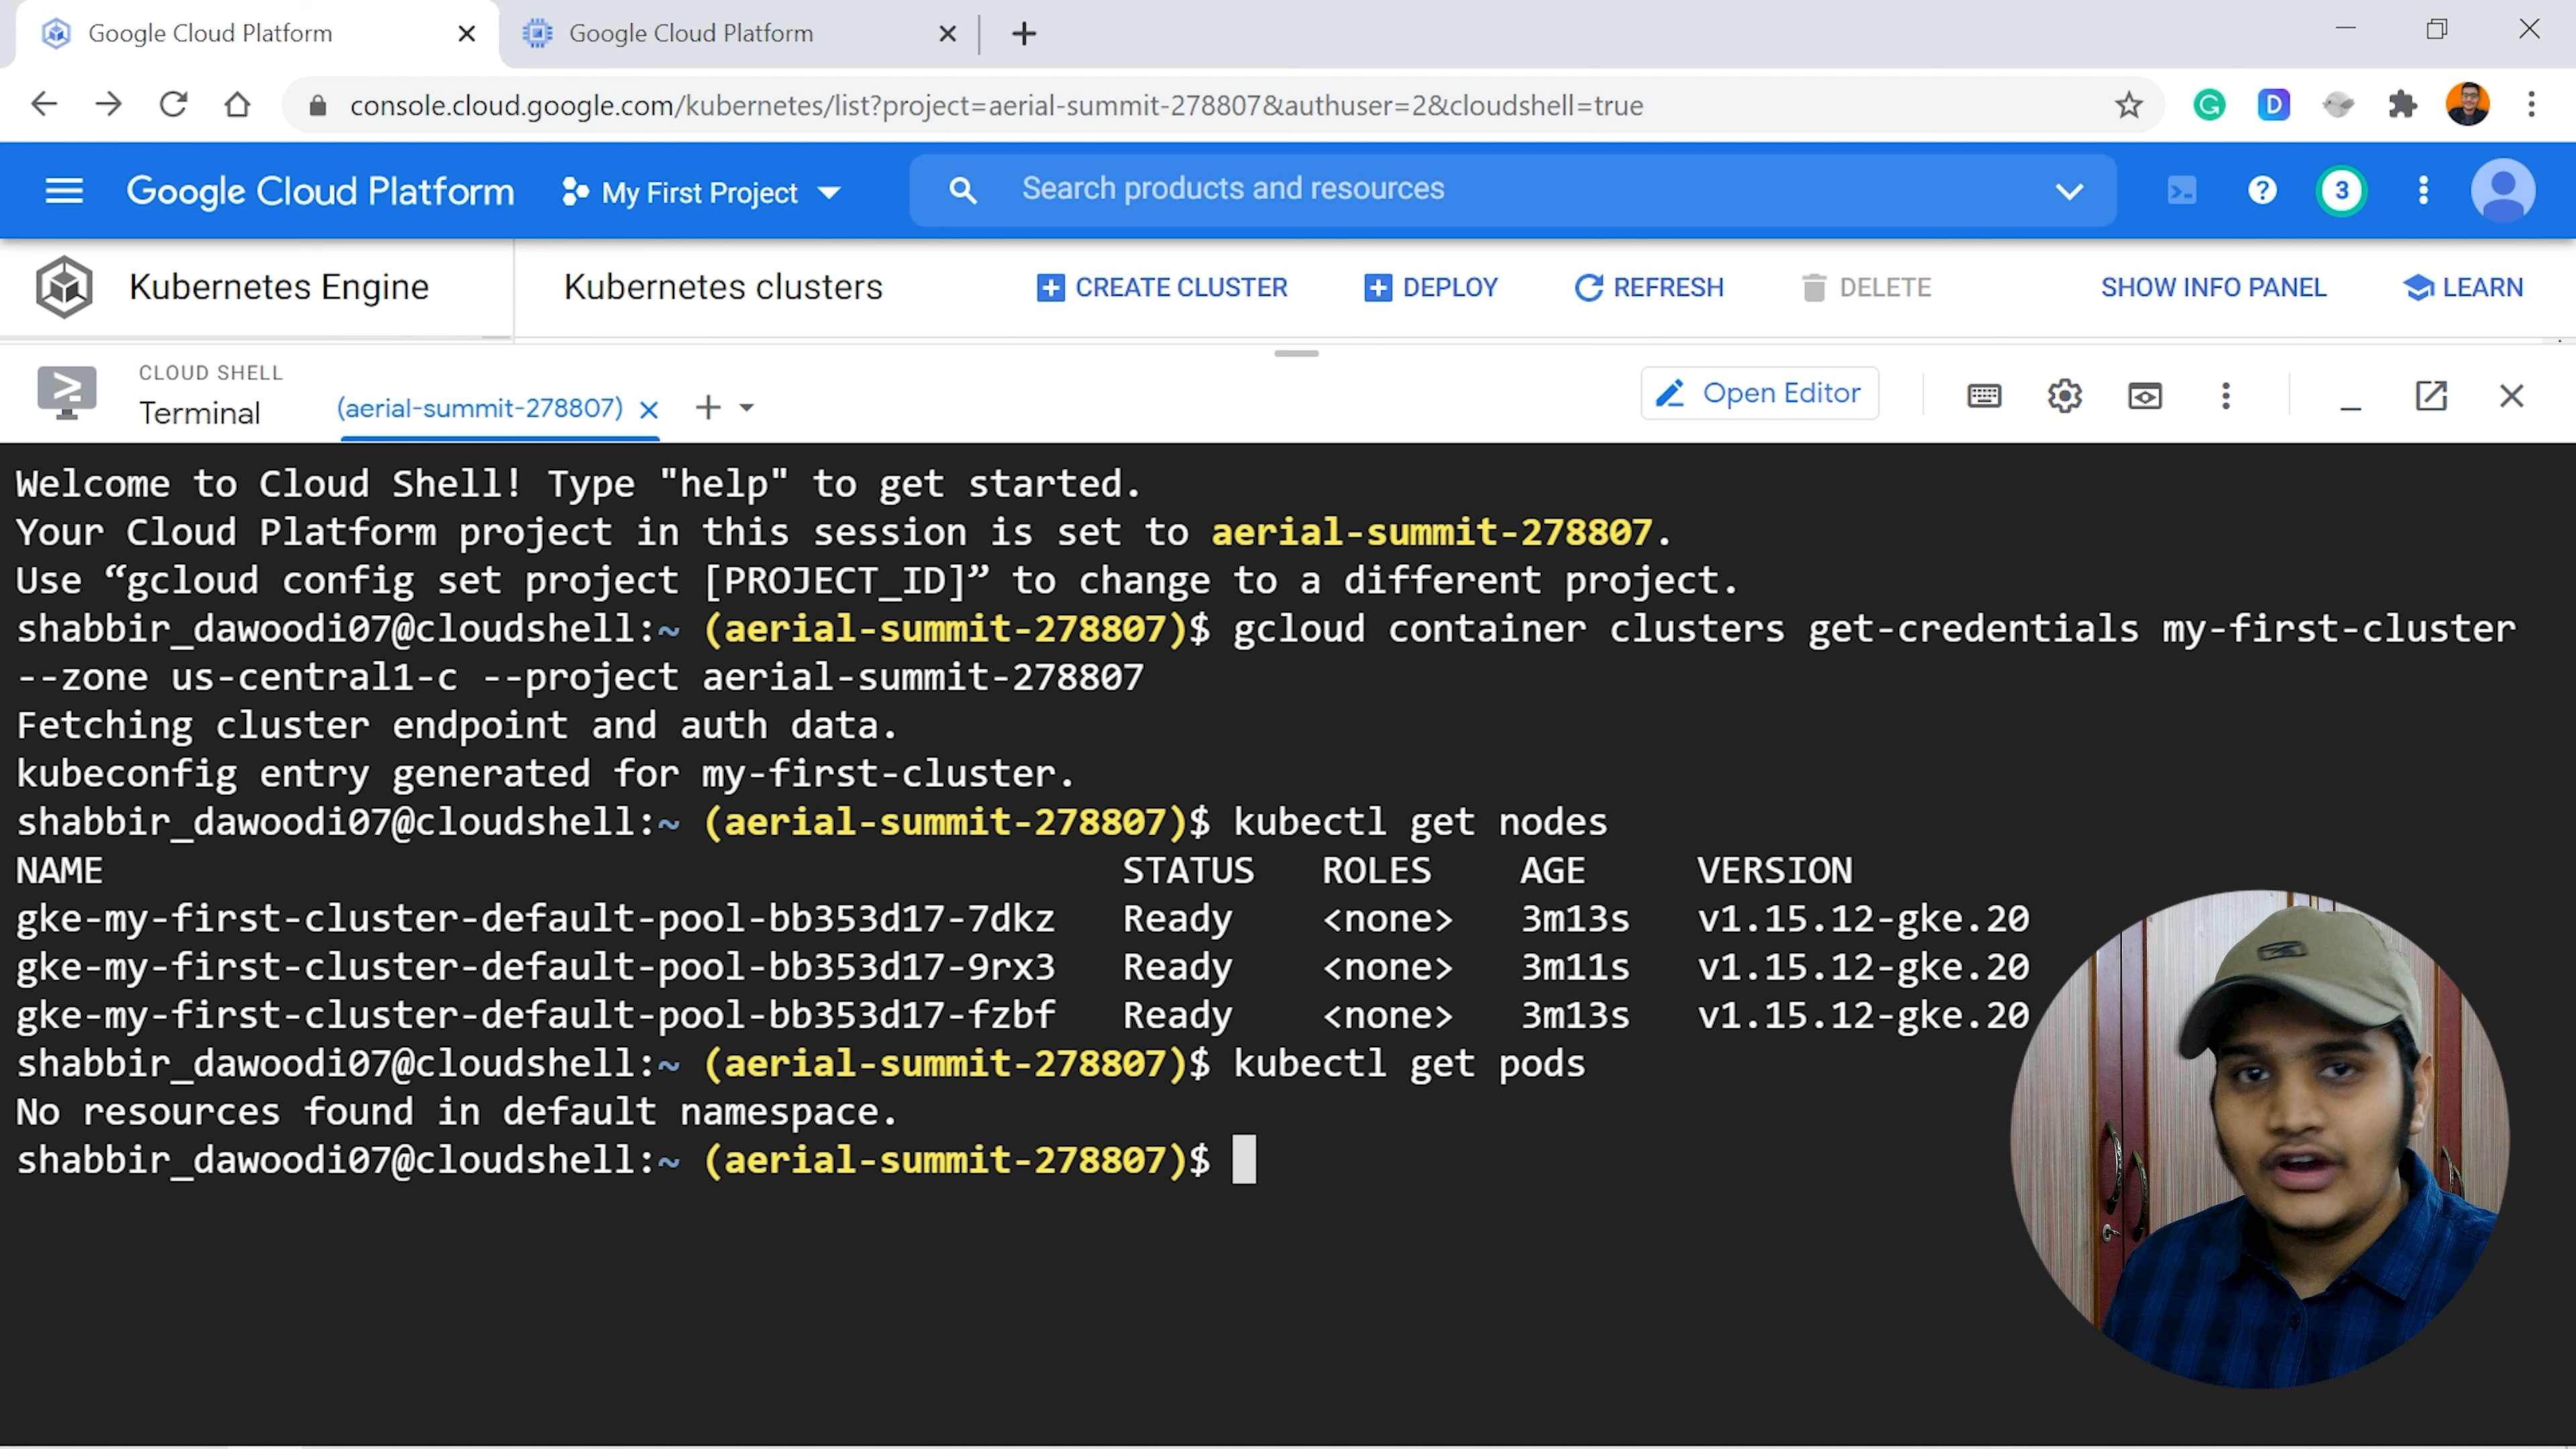 Google Cloud Platform
Google Cloud Platform
console.cloud.google.com/kubernetes/list?project=aerial-summit-278807&authuser=2&cloudshell=true
Google Cloud Platform My First Project Search products and resources 3
Kubernetes Engine Kubernetes clusters CREATE CLUSTER DEPLOY REFRESH DELETE SHOW INFO PANEL LEARN
CLOUD SHELL
Terminal (aerial-summit-278807) Open Editor
Welcome to Cloud Shell! Type "help" to get started.
Your Cloud Platform project in this session is set to aerial-summit-278807.
Use “gcloud config set project [PROJECT_ID]” to change to a different project.
shabbir_dawoodi07@cloudshell:~ (aerial-summit-278807)$ gcloud container clusters get-credentials my-first-cluster
--zone us-central1-c --project aerial-summit-278807
Fetching cluster endpoint and auth data.
kubeconfig entry generated for my-first-cluster.
shabbir_dawoodi07@cloudshell:~ (aerial-summit-278807)$ kubectl get nodes
NAME STATUS ROLES AGE VERSION
gke-my-first-cluster-default-pool-bb353d17-7dkz Ready <none> 3m13s v1.15.12-gke.20
gke-my-first-cluster-default-pool-bb353d17-9rx3 Ready <none> 3m11s v1.15.12-gke.20
gke-my-first-cluster-default-pool-bb353d17-fzbf Ready <none> 3m13s v1.15.12-gke.20
shabbir_dawoodi07@cloudshell:~ (aerial-summit-278807)$ kubectl get pods
No resources found in default namespace.
shabbir_dawoodi07@cloudshell:~ (aerial-summit-278807)$